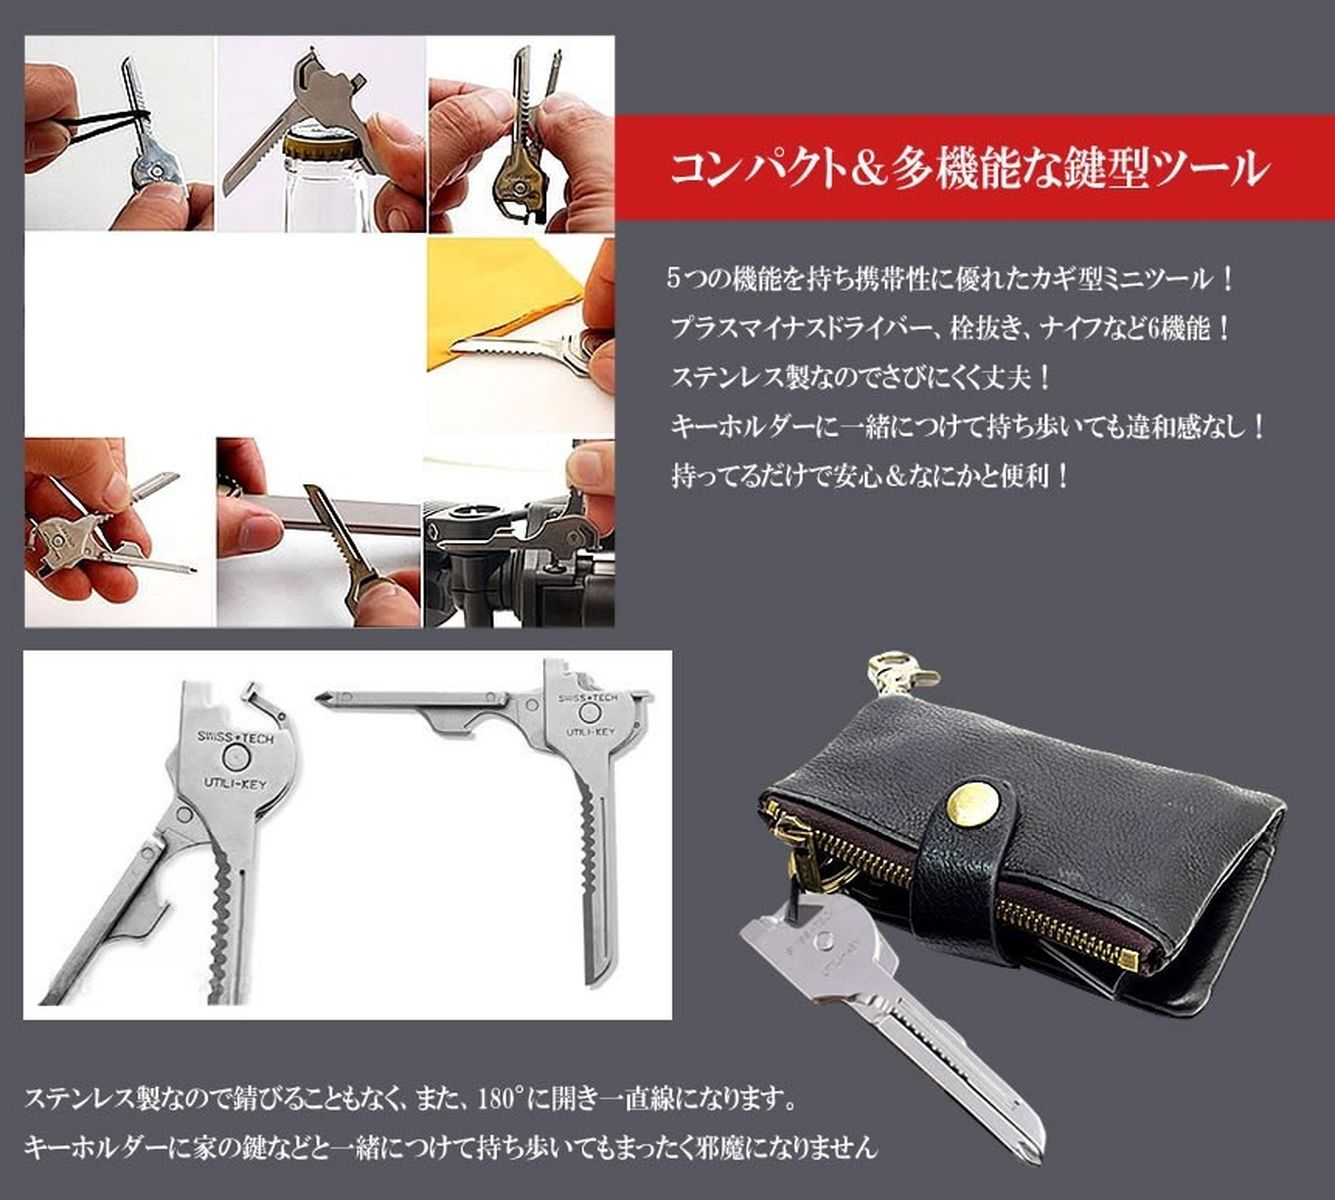 コンパクト＆多機能な鍵型ツール
5つの機能を持ち携帯性に優れたカギ型ミニツール！
プラスマイナスドライバー、栓抜き、ナイフなど6機能！
ステンレス製なのでさびにくく丈夫！
キーホルダーに一緒につけて持ち歩いても違和感なし！
持ってるだけで安心＆なにかと便利！
SWISS+TECH
UTILI-KEY
SWISS+TECH
UTILI-KEY
UTILI-KEY
ステンレス製なので錆びることもなく、また、180°に開き一直線になります。
キーホルダーに家の鍵などと一緒につけて持ち歩いてもまったく邪魔になりません